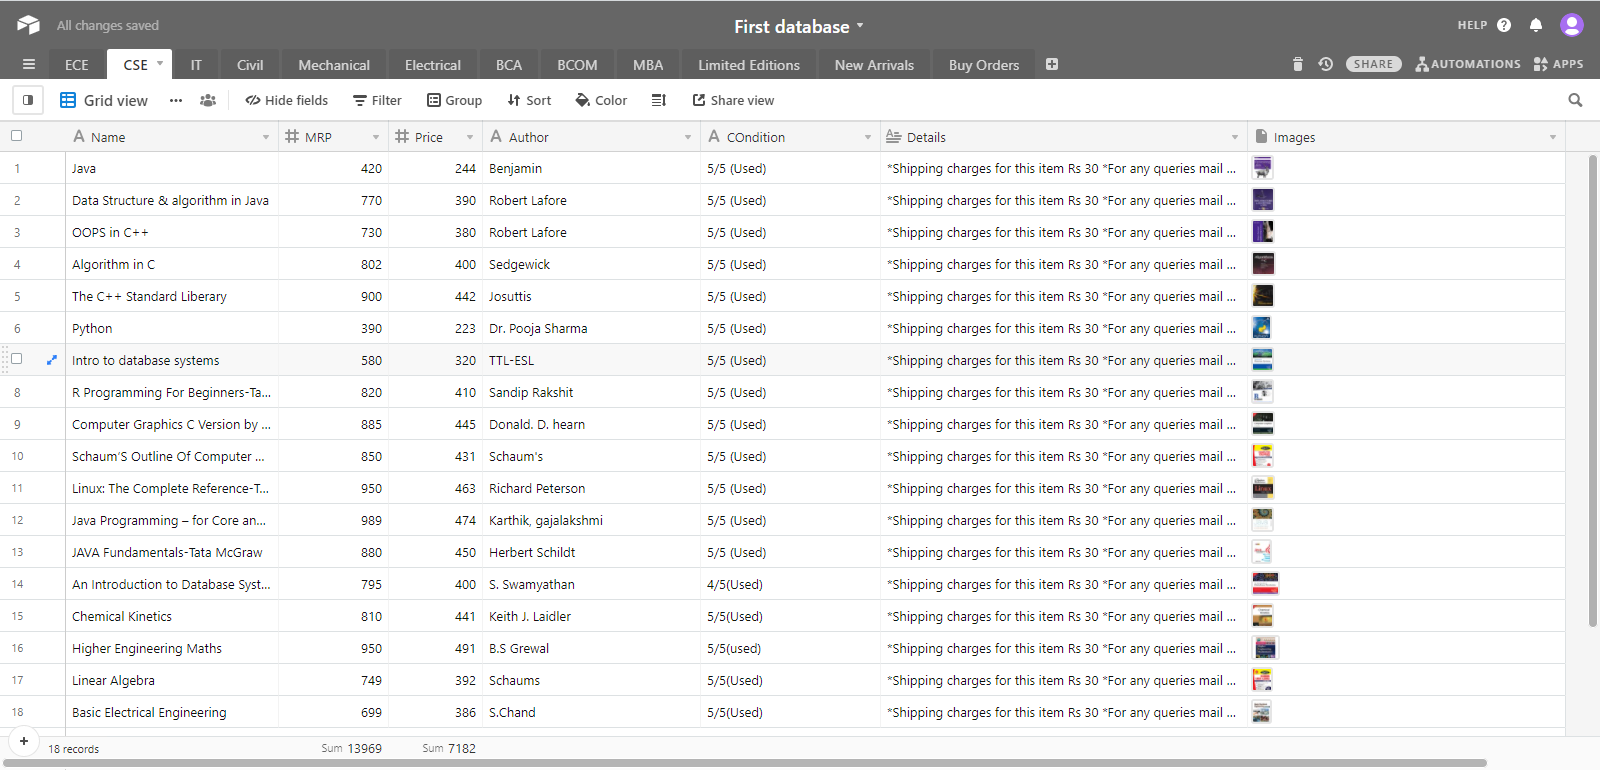 All changes saved
First database
HELP
ECE CSE IT Civil Mechanical Electrical BCA BCOM MBA Limited Editions New Arrivals Buy Orders SHARE AUTOMATIONS APPS
Grid view ... Hide fields Filter Group Sort Color Share view
Name MRP Price Author COndition Details Images
1 Java 420 244 Benjamin 5/5 (Used) *Shipping charges for this item Rs 30 *For any queries mail ...
2 Data Structure & algorithm in Java 770 390 Robert Lafore 5/5 (Used) *Shipping charges for this item Rs 30 *For any queries mail ...
3 OOPS in C++ 730 380 Robert Lafore 5/5 (Used) *Shipping charges for this item Rs 30 *For any queries mail ...
4 Algorithm in C 802 400 Sedgewick 5/5 (Used) *Shipping charges for this item Rs 30 *For any queries mail ...
5 The C++ Standard Liberary 900 442 Josuttis 5/5 (Used) *Shipping charges for this item Rs 30 *For any queries mail ...
6 Python 390 223 Dr. Pooja Sharma 5/5 (Used) *Shipping charges for this item Rs 30 *For any queries mail ...
Intro to database systems 580 320 TTL-ESL 5/5 (Used) *Shipping charges for this item Rs 30 *For any queries mail ...
8 R Programming For Beginners-Ta... 820 410 Sandip Rakshit 5/5 (Used) *Shipping charges for this item Rs 30 *For any queries mail ...
9 Computer Graphics C Version by ... 885 445 Donald. D. hearn 5/5 (Used) *Shipping charges for this item Rs 30 *For any queries mail ...
10 Schaum'S Outline Of Computer ... 850 431 Schaum's 5/5 (Used) *Shipping charges for this item Rs 30 *For any queries mail ...
11 Linux: The Complete Reference-T... 950 463 Richard Peterson 5/5 (Used) *Shipping charges for this item Rs 30 *For any queries mail ...
12 Java Programming – for Core an... 989 474 Karthik, gajalakshmi 5/5 (Used) *Shipping charges for this item Rs 30 *For any queries mail ...
13 JAVA Fundamentals-Tata McGraw 880 450 Herbert Schildt 5/5 (Used) *Shipping charges for this item Rs 30 *For any queries mail ...
14 An Introduction to Database Syst... 795 400 S. Swamyathan 4/5(Used) *Shipping charges for this item Rs 30 *For any queries mail ...
15 Chemical Kinetics 810 441 Keith J. Laidler 5/5(Used) *Shipping charges for this item Rs 30 *For any queries mail ...
16 Higher Engineering Maths 950 491 B.S Grewal 5/5(used) *Shipping charges for this item Rs 30 *For any queries mail ...
17 Linear Algebra 749 392 Schaums 5/5(Used) *Shipping charges for this item Rs 30 *For any queries mail ...
18 Basic Electrical Engineering 699 386 S.Chand 5/5(Used) *Shipping charges for this item Rs 30 *For any queries mail ...
18 records Sum 13969 Sum 7182